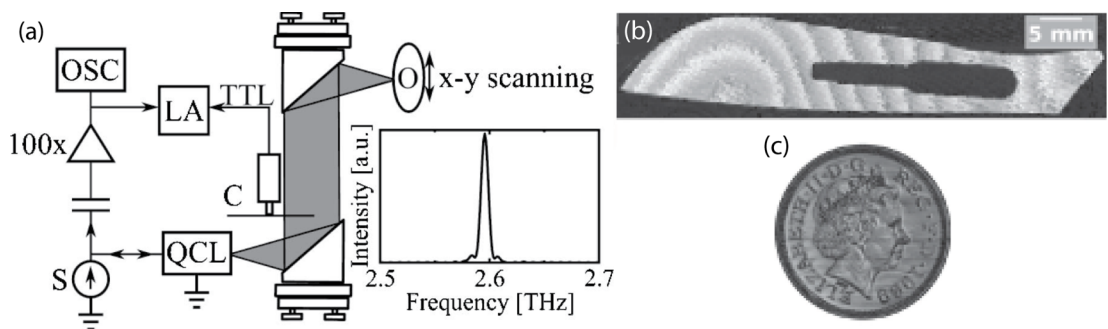 (a)
OSC
LA
TTL
100x
C
S
QCL
O
x-y scanning
Intensity [a.u.]
2.5
2.6
2.7
Frequency [THz]
(b)
5 mm
(c)
ELIZABETH·II·D·G